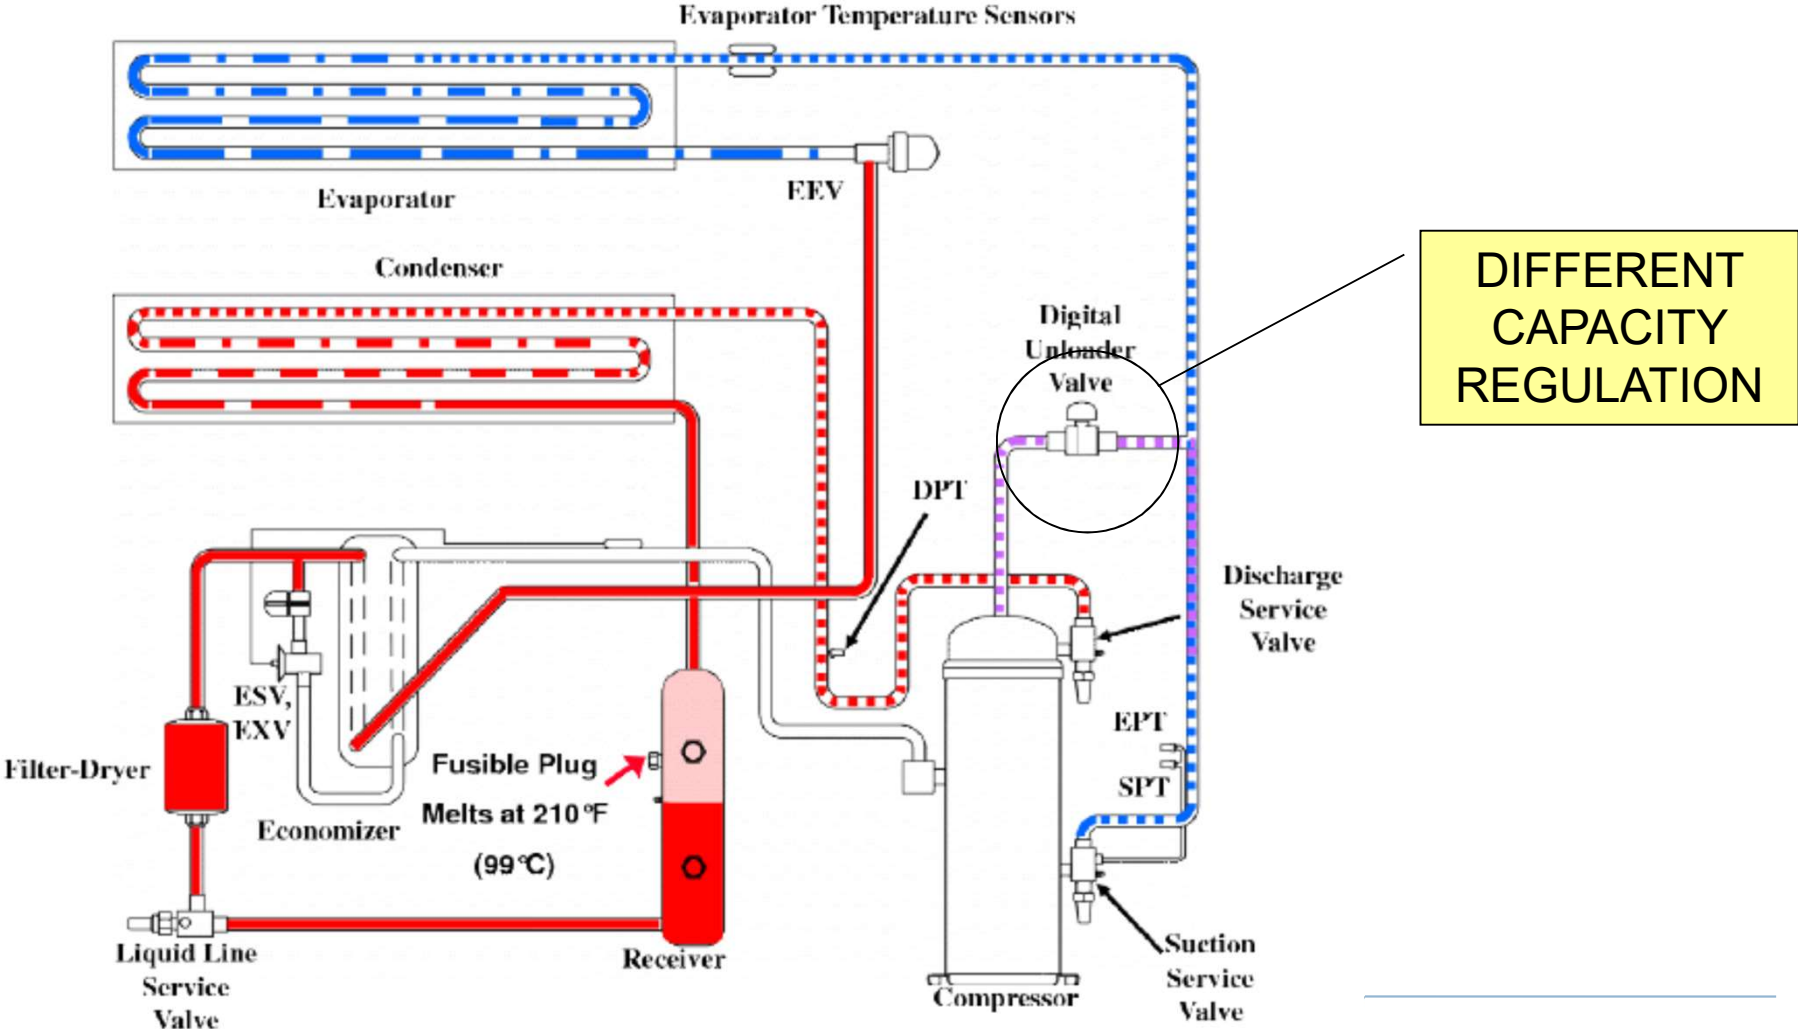 Evaporator Temperature Sensors
EEV
Evaporator
Condenser
DIFFERENT
CAPACITY
REGULATION
Digital
Unloader
Valve
DPT
Discharge
Service
Valve
ESV,
EXV
EPT
SPT
Filter-Dryer
Fusible Plug
Melts at 210°F
(99°C)
Economizer
Liquid Line
Service
Valve
Receiver
Compressor
Suction
Service
Valve